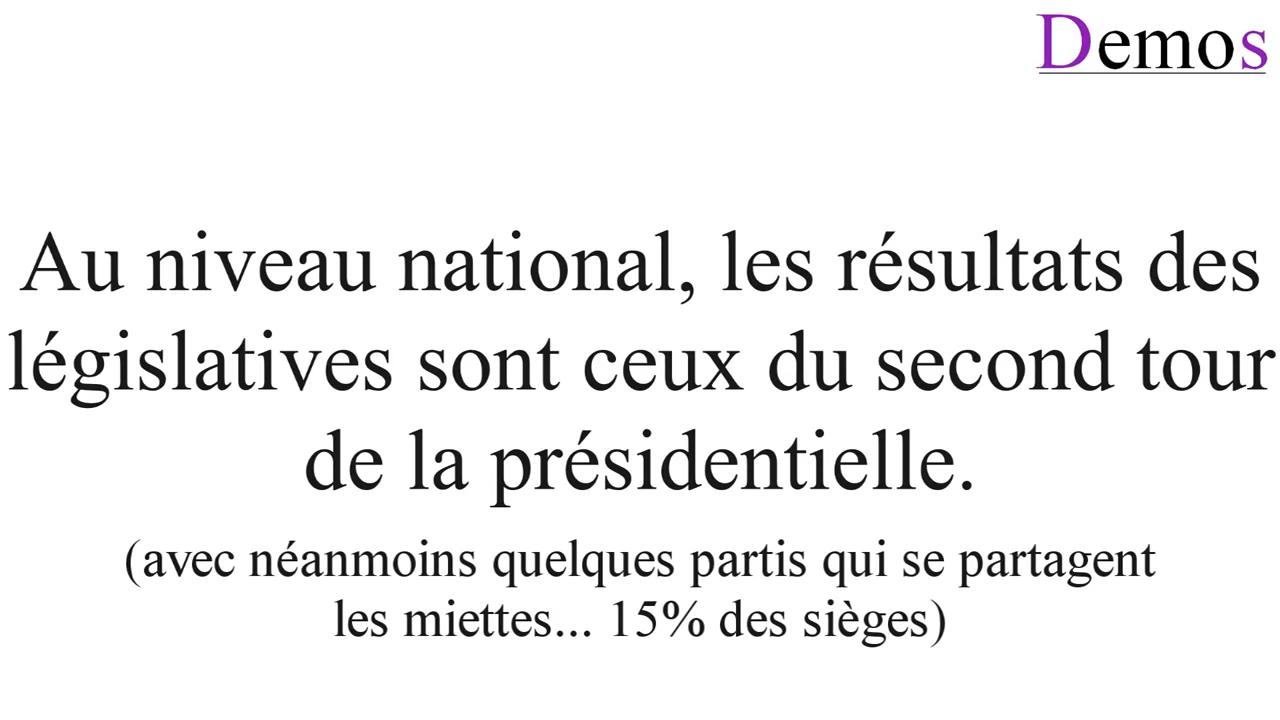 Demos
Au niveau national, les résultats des
législatives sont ceux du second tour
de la présidentielle.
(avec néanmoins quelques partis qui se partagent
les miettes... 15% des sièges)